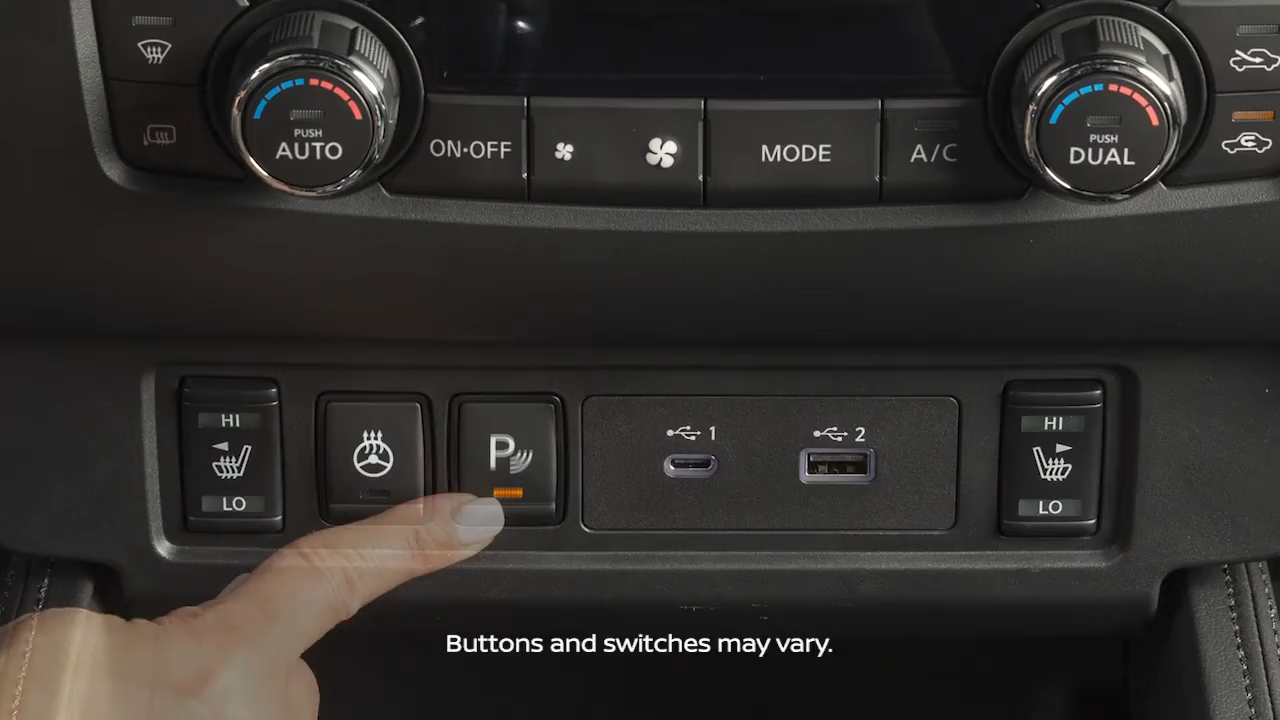 PUSH
AUTO
ON•OFF
MODE
A/C
PUSH
DUAL
HI
LO
P
1
2
HI
LO
Buttons and switches may vary.